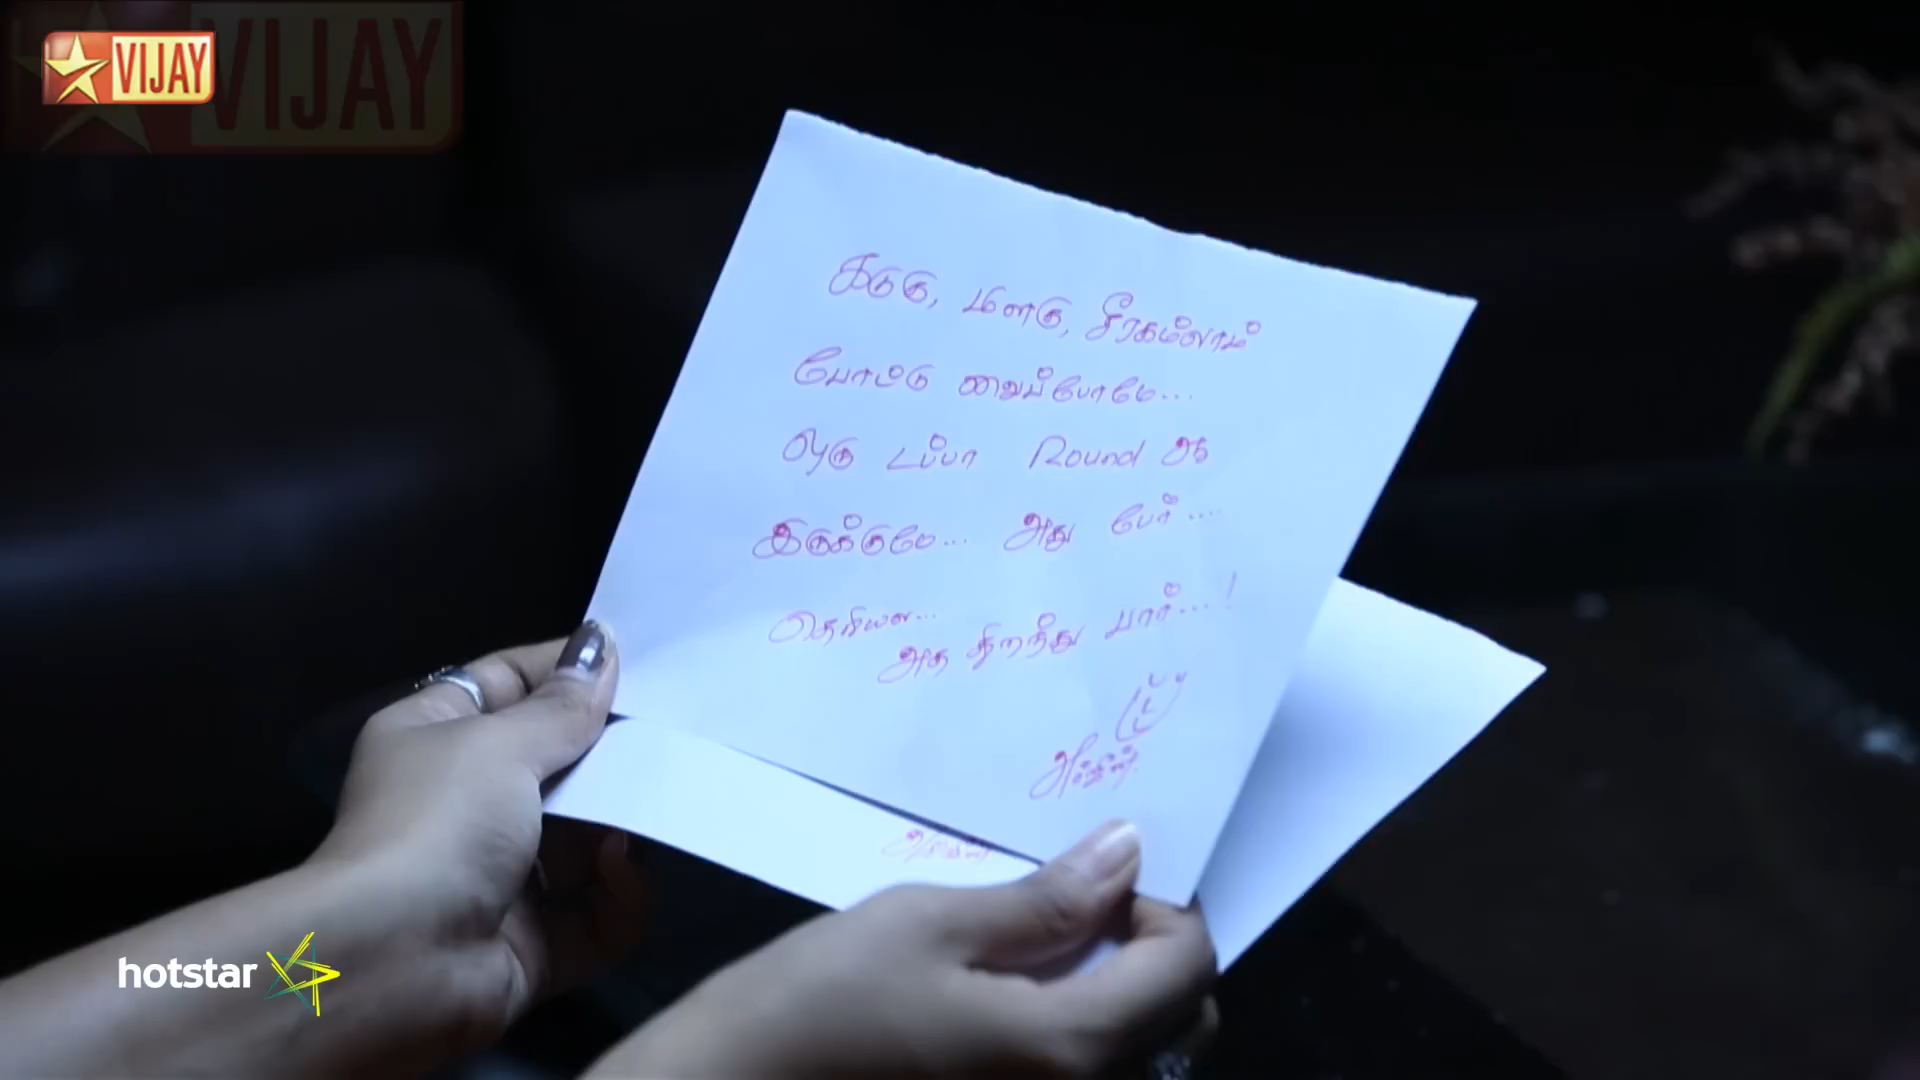 VIJAY
VIJAY
கடுகு, மிளகு, சீரகம்லாம்
போட்டு வைப்போமே...
ஒரு டப்பா Round ஆ
இருக்குமே... அது பேர்....
தெரியல...
அத திறந்து பார்...!
hotstar